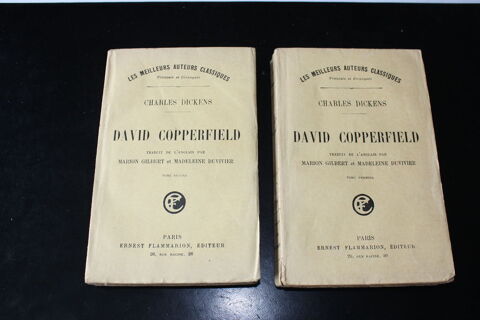 LES MEILLEURS AUTEURS CLASSIQUES
Français et Étrangers
CHARLES DICKENS
DAVID COPPERFIELD
TRADUIT DE L'ANGLAIS PAR
MARION GILBERT et MADELEINE DUVIVIER
TOME SECOND
PARIS
ERNEST FLAMMARION, ÉDITEUR
26, RUE RACINE, 26
LES MEILLEURS AUTEURS CLASSIQUES
Français et Étrangers
CHARLES DICKENS
DAVID COPPERFIELD
TRADUIT DE L'ANGLAIS PAR
MARION GILBERT et MADELEINE DUVIVIER
TOME PREMIER
PARIS
ERNEST FLAMMARION, ÉDITEUR
26, RUE RACINE, 26